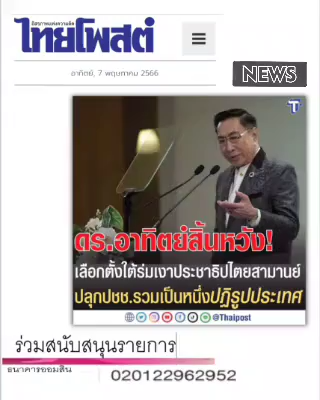 อิสรภาพแห่งความคิด
ไทยโพสต์
อาทิตย์, 7 พฤษภาคม 2566
NEWS
ดร.อาทิตย์สิ้นหวัง!
เลือกตั้งใต้ร่มเงาประชาธิปไตยสามานย์
ปลุกปชช.รวมเป็นหนึ่งปฏิรูปประเทศ
@Thaipost
ร่วมสนับสนุนรายการ
ธนาคารออมสิน
020122962952